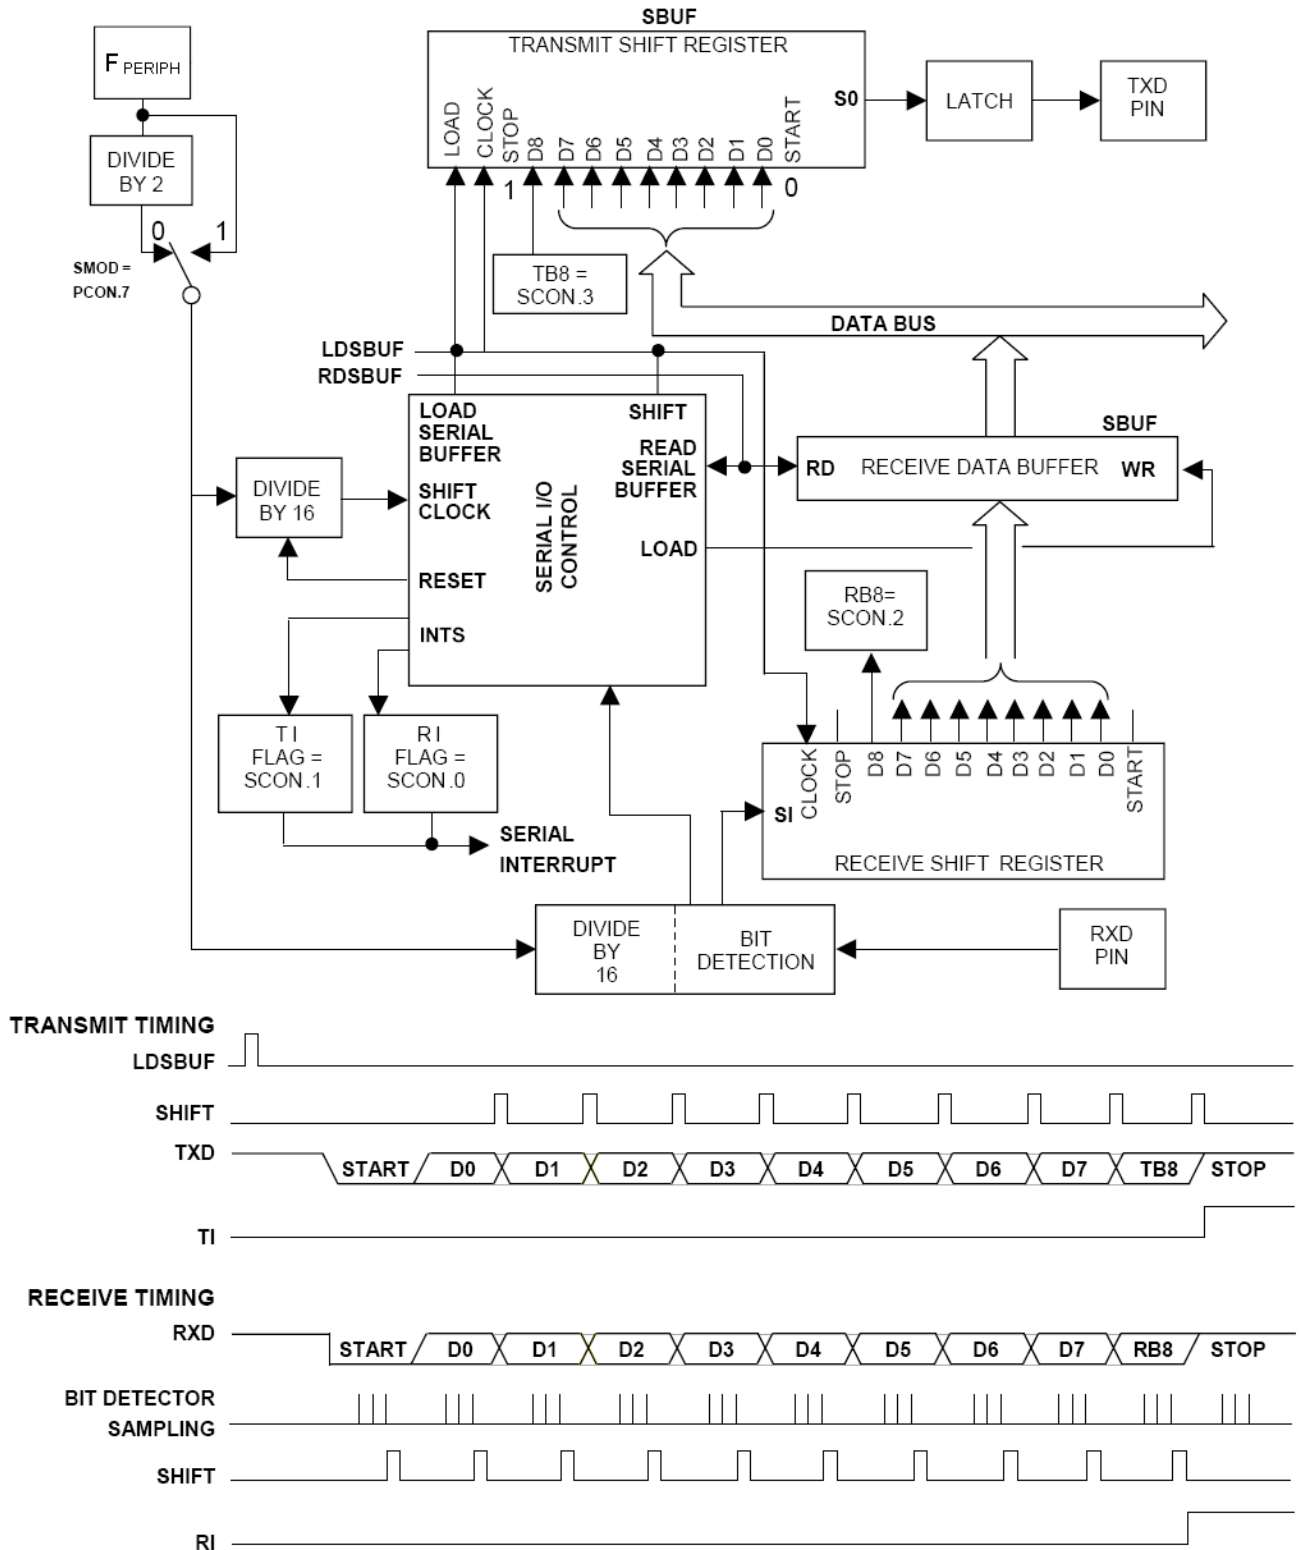 SBUF
TRANSMIT SHIFT REGISTER
F PERIPH
LOAD
CLOCK
STOP
D8
D7
D6
D5
D4
D3
D2
D1
D0
START
S0
LATCH
TXD
PIN
DIVIDE
BY 2
1
0
0
1
SMOD =
PCON.7
TB8 =
SCON.3
DATA BUS
LDSBUF
RDSBUF
LOAD
SERIAL
BUFFER
SHIFT
READ
SERIAL
BUFFER
SBUF
RD
RECEIVE DATA BUFFER
WR
DIVIDE
BY 16
SHIFT
CLOCK
SERIAL I/O
CONTROL
LOAD
RESET
INTS
RB8=
SCON.2
T I
FLAG =
SCON.1
R I
FLAG =
SCON.0
CLOCK
STOP
D8
D7
D6
D5
D4
D3
D2
D1
D0
START
SI
RECEIVE SHIFT REGISTER
SERIAL
INTERRUPT
DIVIDE
BY
16
BIT
DETECTION
RXD
PIN
TRANSMIT TIMING
LDSBUF
SHIFT
TXD
START D0 D1 D2 D3 D4 D5 D6 D7 TB8 STOP
TI
RECEIVE TIMING
RXD
START D0 D1 D2 D3 D4 D5 D6 D7 RB8 STOP
BIT DETECTOR
SAMPLING
SHIFT
RI